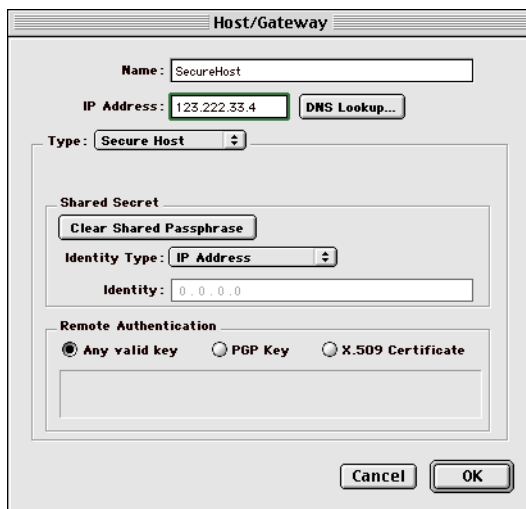 Host/Gateway
Name: SecureHost
IP Address: 123.222.33.4 DNS Lookup...
Type: Secure Host
Shared Secret
Clear Shared Passphrase
Identity Type: IP Address
Identity: 0.0.0.0
Remote Authentication
Any valid key PGP Key X.509 Certificate
Cancel OK